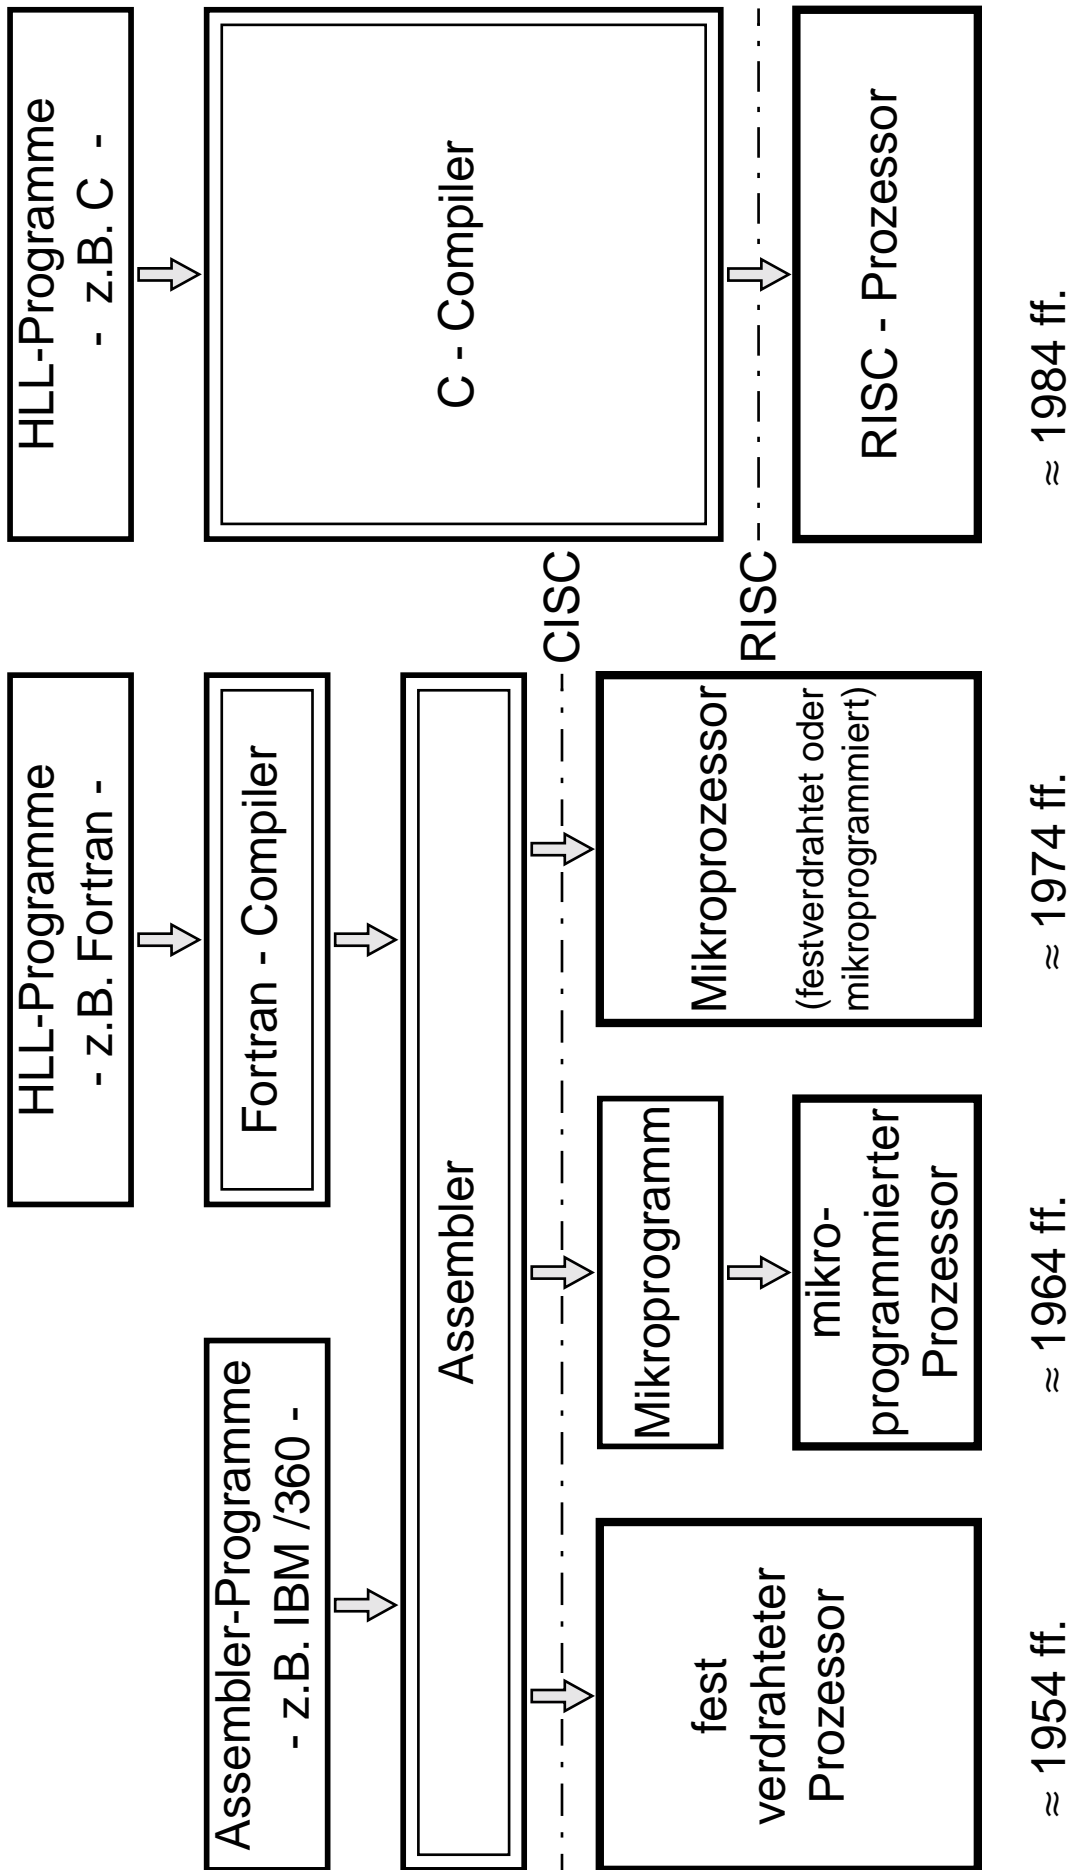 HLL-Programme
- z.B. Fortran -
HLL-Programme
- z.B. C -
Assembler-Programme
- z.B. IBM /360 -
Fortran - Compiler
C - Compiler
Assembler
CISC
fest
verdrahteter
Prozessor
Mikroprogramm
mikro-
programmierter
Prozessor
Mikroprozessor
(festverdrahtet oder
mikroprogrammiert)
RISC
RISC - Prozessor
≈ 1954 ff.
≈ 1964 ff.
≈ 1974 ff.
≈ 1984 ff.